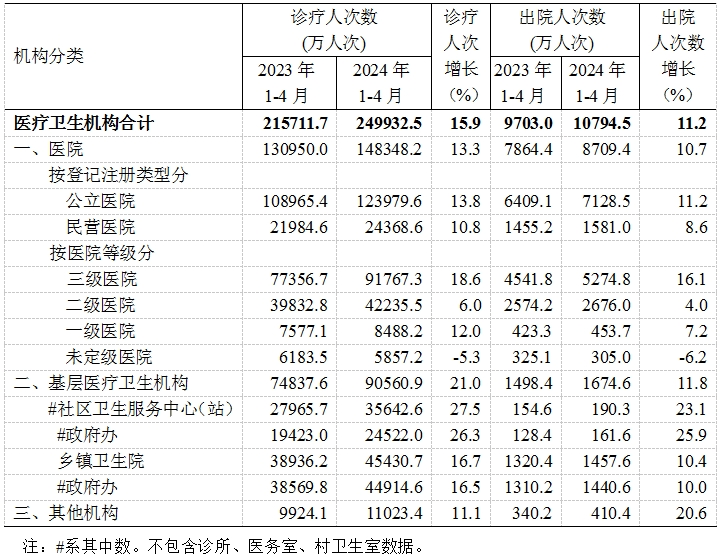 机构分类 诊疗人次数 (万人次) 诊疗人次增长 (%) 出院人次数 (万人次) 出院人次数增长 (%)
2023年1-4月 2024年1-4月 2023年1-4月 2024年1-4月
医疗卫生机构合计 215711.7 249932.5 15.9 9703.0 10794.5 11.2
一、医院 130950.0 148348.2 13.3 7864.4 8709.4 10.7
按登记注册类型分
公立医院 108965.4 123979.6 13.8 6409.1 7128.5 11.2
民营医院 21984.6 24368.6 10.8 1455.2 1581.0 8.6
按医院等级分
三级医院 77356.7 91767.3 18.6 4541.8 5274.8 16.1
二级医院 39832.8 42235.5 6.0 2574.2 2676.0 4.0
一级医院 7577.1 8488.2 12.0 423.3 453.7 7.2
未定级医院 6183.5 5857.2 -5.3 325.1 305.0 -6.2
二、基层医疗卫生机构 74837.6 90560.9 21.0 1498.4 1674.6 11.8
#社区卫生服务中心（站） 27965.7 35642.6 27.5 154.6 190.3 23.1
#政府办 19423.0 24522.0 26.3 128.4 161.6 25.9
乡镇卫生院 38936.2 45430.7 16.7 1320.4 1457.6 10.4
#政府办 38569.8 44914.6 16.5 1310.2 1440.6 10.0
三、其他机构 9924.1 11023.4 11.1 340.2 410.4 20.6
注：#系其中数。不包含诊所、医务室、村卫生室数据。